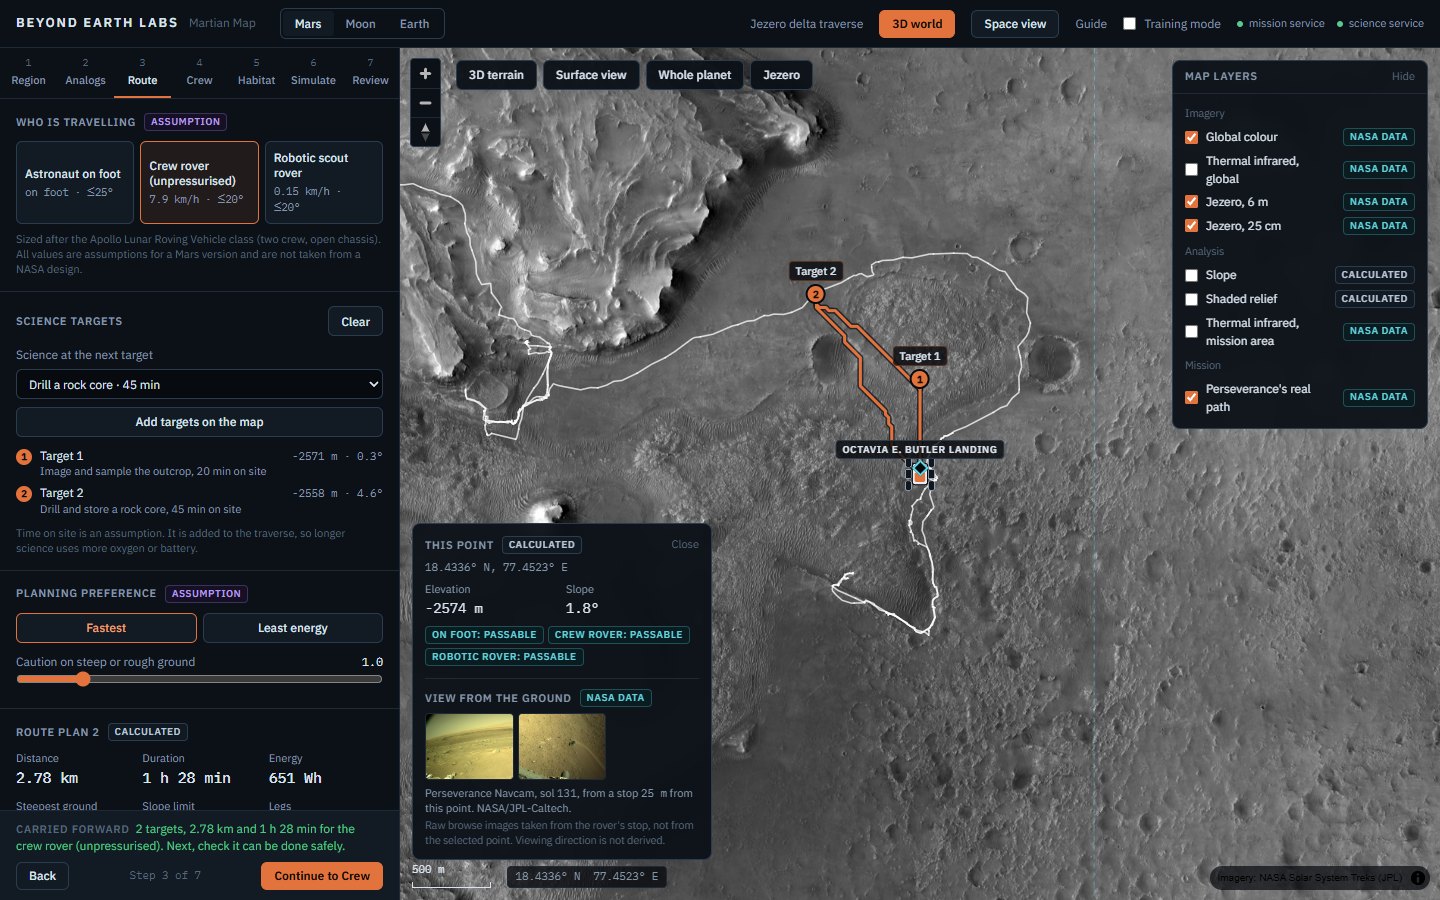 BEYOND EARTH LABS Martian Map
Mars Moon Earth
Jezero delta traverse
3D world
Space view
Guide
Training mode
mission service
science service
1 2 3 4 5 6 7
Region Analogs Route Crew Habitat Simulate Review
WHO IS TRAVELLING ASSUMPTION
Astronaut on foot
on foot · ≤25°
Crew rover
(unpressurised)
7.9 km/h · ≤20°
Robotic scout
rover
0.15 km/h ·
≤20°
Sized after the Apollo Lunar Roving Vehicle class (two crew, open chassis).
All values are assumptions for a Mars version and are not taken from a
NASA design.
SCIENCE TARGETS
Clear
Science at the next target
Drill a rock core · 45 min
Add targets on the map
1 Target 1 -2571 m · 0.3°
Image and sample the outcrop, 20 min on site
2 Target 2 -2558 m · 4.6°
Drill and store a rock core, 45 min on site
Time on site is an assumption. It is added to the traverse, so longer
science uses more oxygen or battery.
PLANNING PREFERENCE ASSUMPTION
Fastest
Least energy
Caution on steep or rough ground 1.0
ROUTE PLAN 2 CALCULATED
Distance Duration Energy
2.78 km 1 h 28 min 651 Wh
Steepest ground Slope limit Legs
CARRIED FORWARD 2 targets, 2.78 km and 1 h 28 min for the
crew rover (unpressurised). Next, check it can be done safely.
Back
Step 3 of 7
Continue to Crew
3D terrain
Surface view
Whole planet
Jezero
Target 2
2
Target 1
1
OCTAVIA E. BUTLER LANDING
THIS POINT CALCULATED
Close
18.4336° N, 77.4523° E
Elevation Slope
-2574 m 1.8°
ON FOOT: PASSABLE CREW ROVER: PASSABLE
ROBOTIC ROVER: PASSABLE
VIEW FROM THE GROUND NASA DATA
Perseverance Navcam, sol 131, from a stop 25 m from
this point. NASA/JPL-Caltech.
Raw browse images taken from the rover's stop, not from
the selected point. Viewing direction is not derived.
500 m
18.4336° N 77.4523° E
MAP LAYERS
Hide
Imagery
Global colour NASA DATA
Thermal infrared,
global NASA DATA
Jezero, 6 m NASA DATA
Jezero, 25 cm NASA DATA
Analysis
Slope CALCULATED
Shaded relief CALCULATED
Thermal infrared,
mission area NASA DATA
Mission
Perseverance's real
path NASA DATA
Imagery: NASA Solar System Treks (JPL)